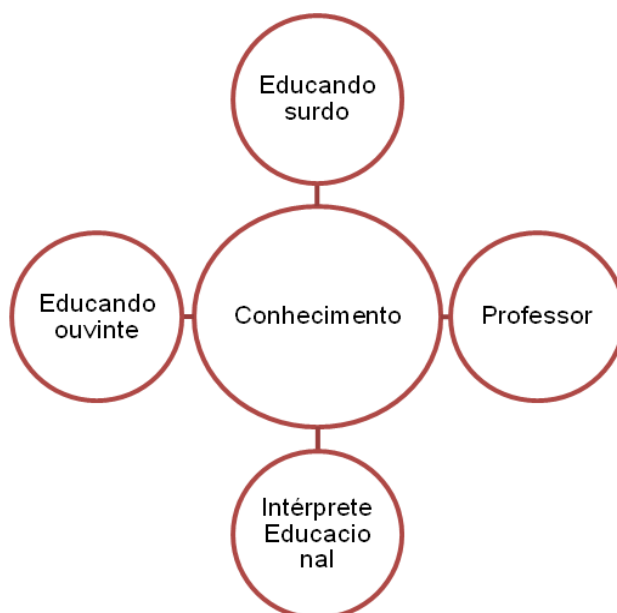 Educando
surdo
Educando
ouvinte
Conhecimento
Professor
Intérprete
Educacio
nal